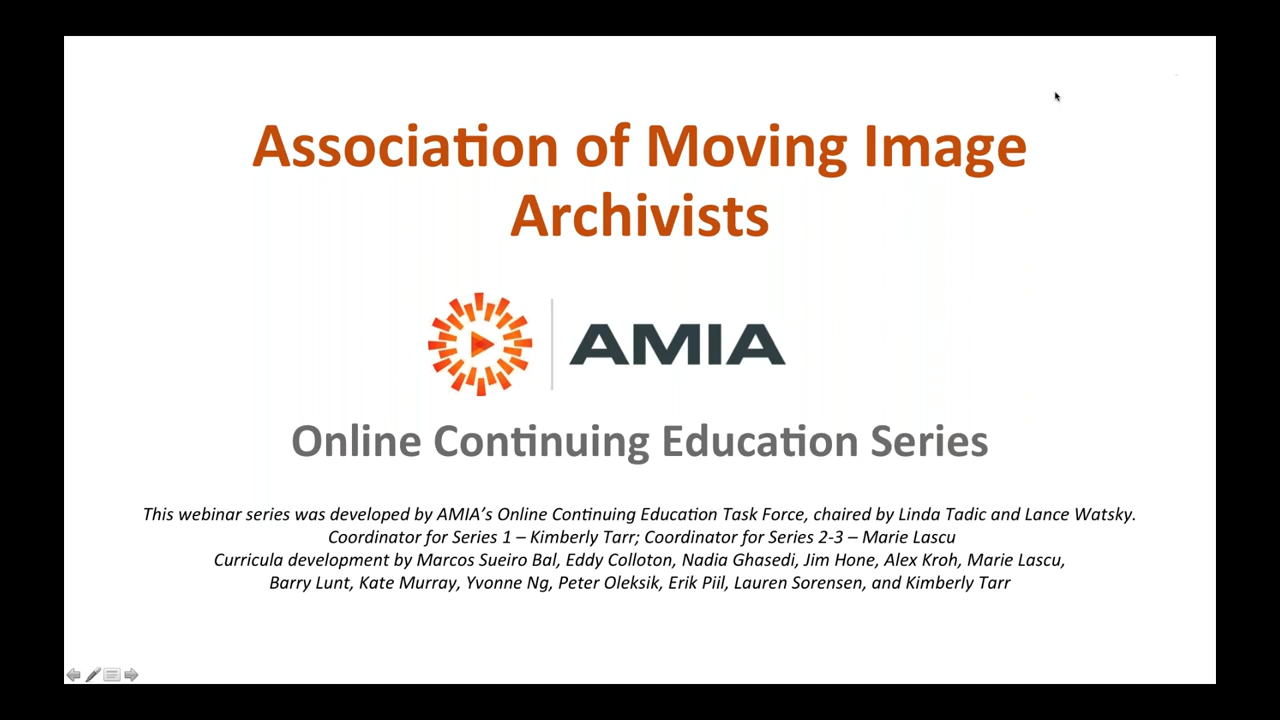 Association of Moving Image
Archivists
AMIA
Online Continuing Education Series
This webinar series was developed by AMIA’s Online Continuing Education Task Force, chaired by Linda Tadic and Lance Watsky.
Coordinator for Series 1 – Kimberly Tarr; Coordinator for Series 2-3 – Marie Lascu
Curricula development by Marcos Sueiro Bal, Eddy Colloton, Nadia Ghasedi, Jim Hone, Alex Kroh, Marie Lascu,
Barry Lunt, Kate Murray, Yvonne Ng, Peter Oleksik, Erik Piil, Lauren Sorensen, and Kimberly Tarr